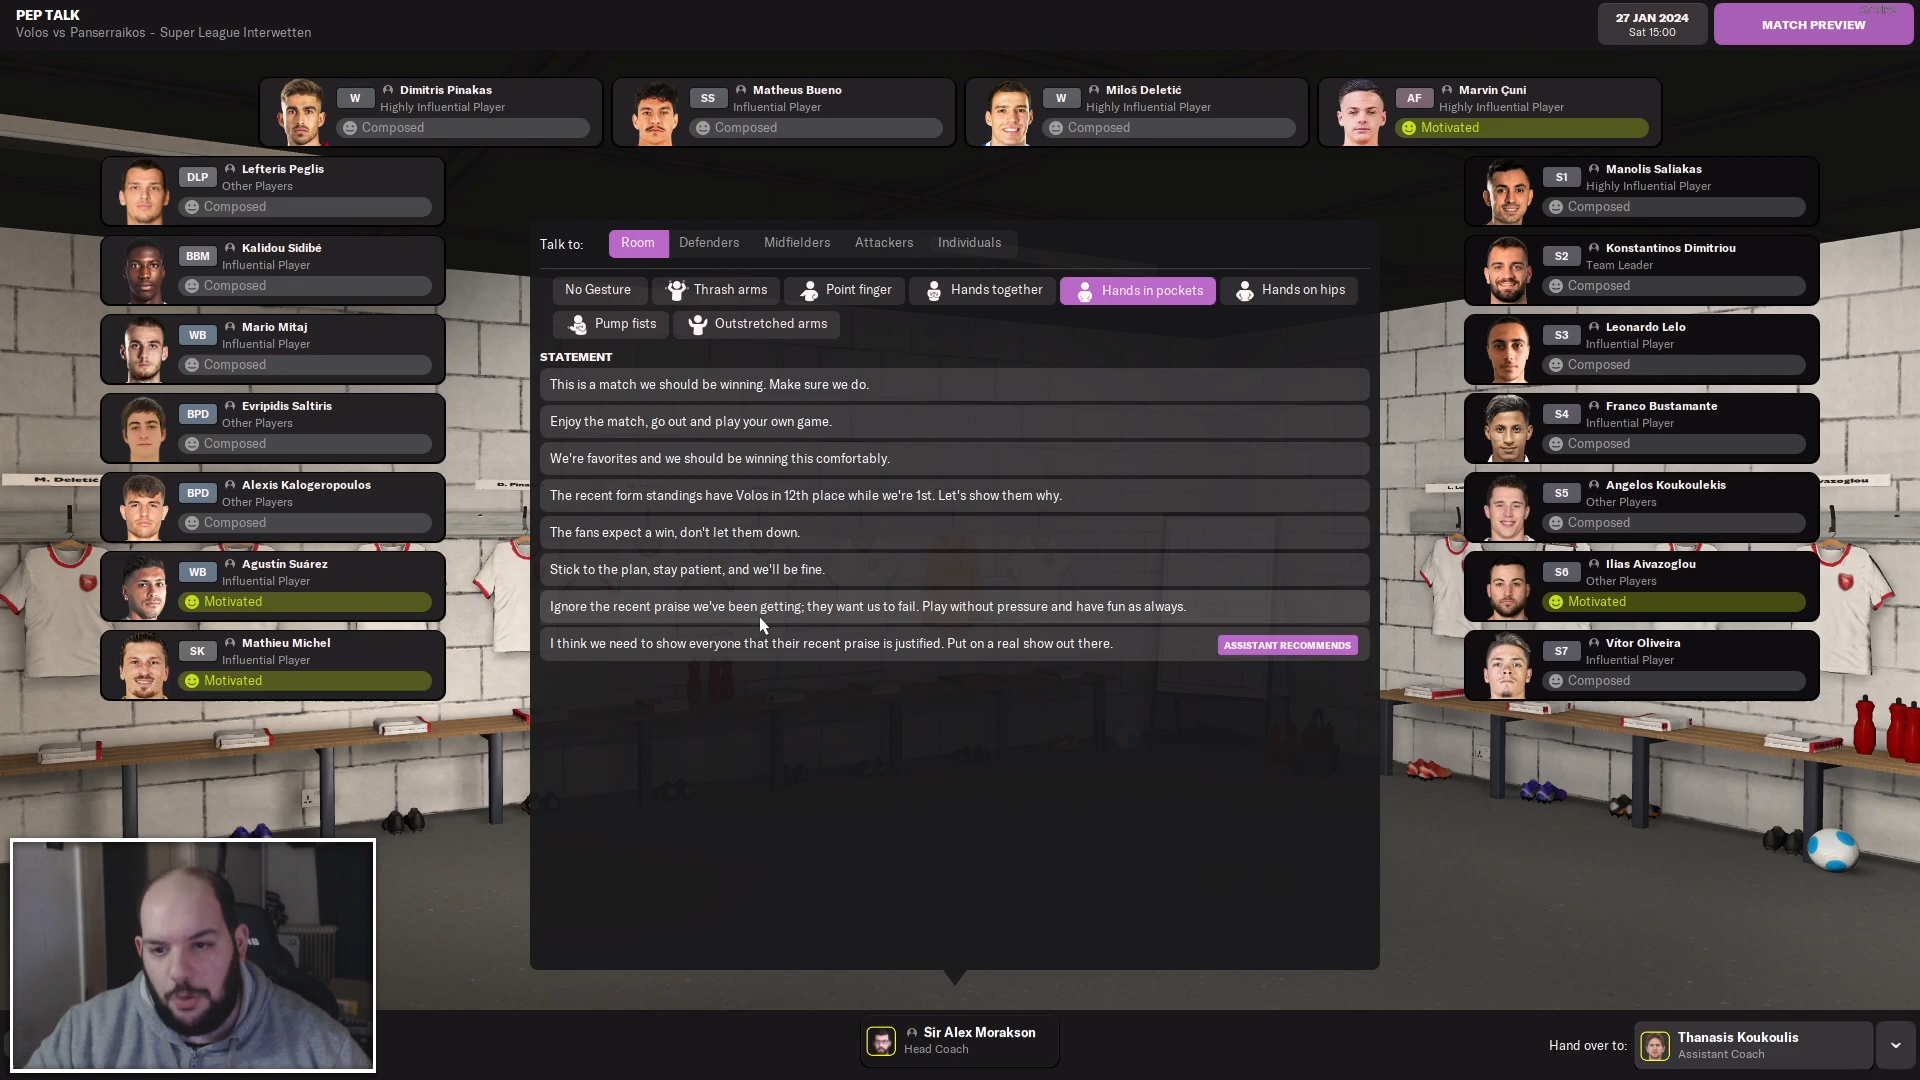 PEP TALK
Volos vs Panserraikos - Super League Interwetten
27 JAN 2024
Sat 15:00
MATCH PREVIEW
W Dimitris Pinakas
Highly Influential Player
Composed
SS Matheus Bueno
Influential Player
Composed
W Miloš Deletić
Highly Influential Player
Composed
AF Marvin Çuni
Highly Influential Player
Motivated
DLP Lefteris Peglis
Other Players
Composed
BBM Kalidou Sidibé
Influential Player
Composed
WB Mario Mitaj
Influential Player
Composed
BPD Evripidis Saltiris
Other Players
Composed
BPD Alexis Kalogeropoulos
Other Players
Composed
WB Agustín Suárez
Influential Player
Motivated
SK Mathieu Michel
Influential Player
Motivated
Talk to: Room Defenders Midfielders Attackers Individuals
No Gesture Thrash arms Point finger Hands together Hands in pockets Hands on hips
Pump fists Outstretched arms
STATEMENT
This is a match we should be winning. Make sure we do.
Enjoy the match, go out and play your own game.
We're favorites and we should be winning this comfortably.
The recent form standings have Volos in 12th place while we're 1st. Let's show them why.
The fans expect a win, don't let them down.
Stick to the plan, stay patient, and we'll be fine.
Ignore the recent praise we've been getting; they want us to fail. Play without pressure and have fun as always.
I think we need to show everyone that their recent praise is justified. Put on a real show out there. ASSISTANT RECOMMENDS
S1 Manolis Saliakas
Highly Influential Player
Composed
S2 Konstantinos Dimitriou
Team Leader
Composed
S3 Leonardo Lelo
Influential Player
Composed
S4 Franco Bustamante
Influential Player
Composed
S5 Angelos Koukoulekis
Other Players
Composed
S6 Ilias Aivazoglou
Other Players
Motivated
S7 Vítor Oliveira
Influential Player
Composed
M. Deletić
D. Pina
vazoglou
Sir Alex Morakson
Head Coach
Hand over to: Thanasis Koukoulis
Assistant Coach